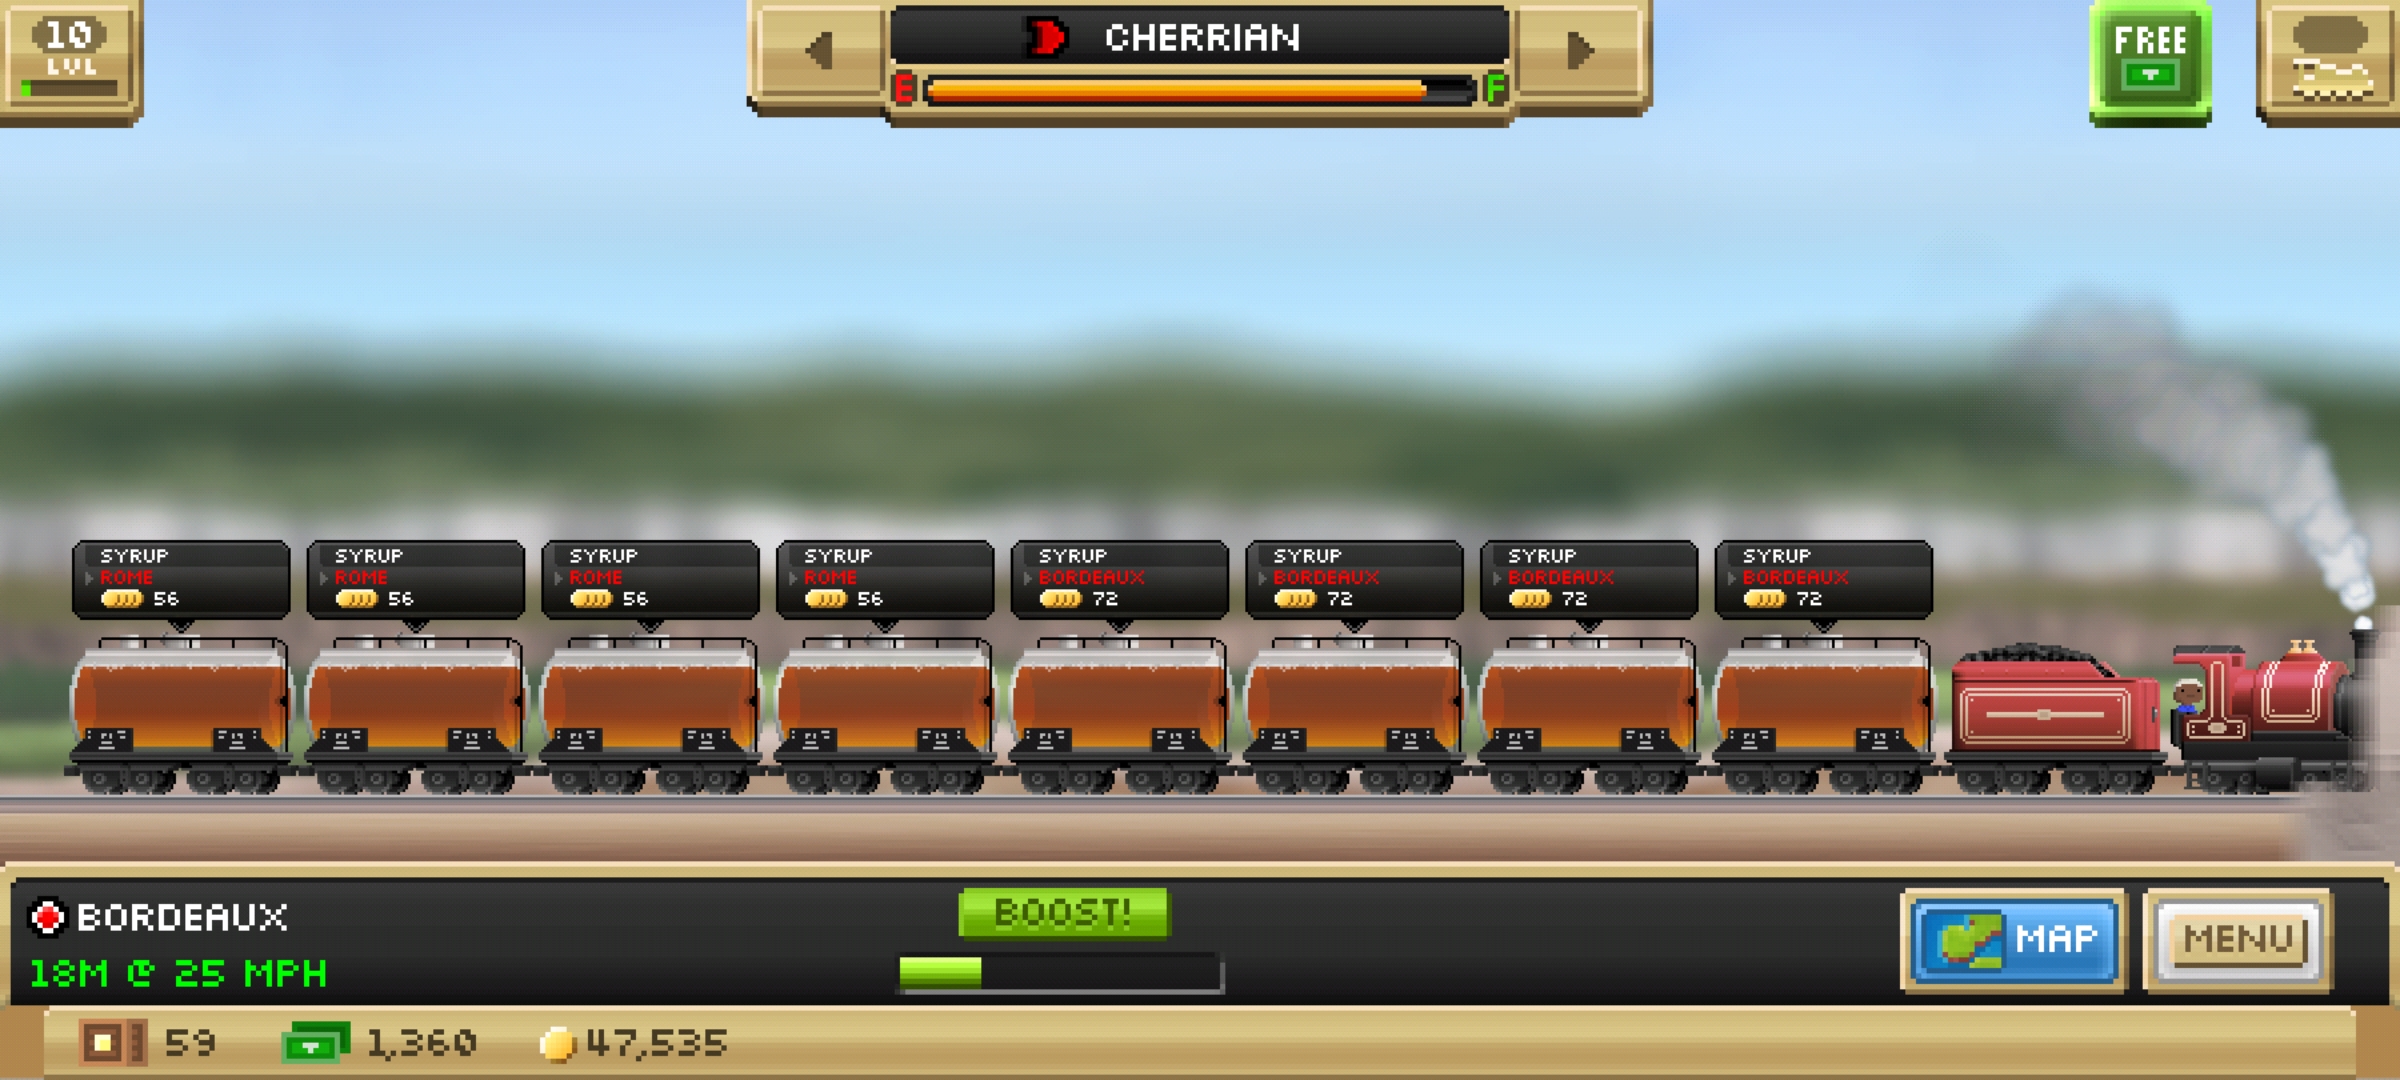 10
LVL
CHERRIAN
E F
FREE
SYRUP
ROME
56
SYRUP
ROME
56
SYRUP
ROME
56
SYRUP
ROME
56
SYRUP
BORDEAUX
72
SYRUP
BORDEAUX
72
SYRUP
BORDEAUX
72
SYRUP
BORDEAUX
72
BORDEAUX
18M @ 25 MPH
BOOST!
MAP
MENU
59
1,360
47,535